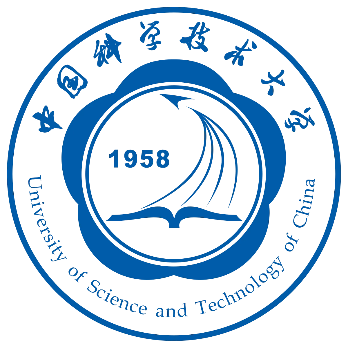 中国科学技术大学
1958
University of Science and Technology of China